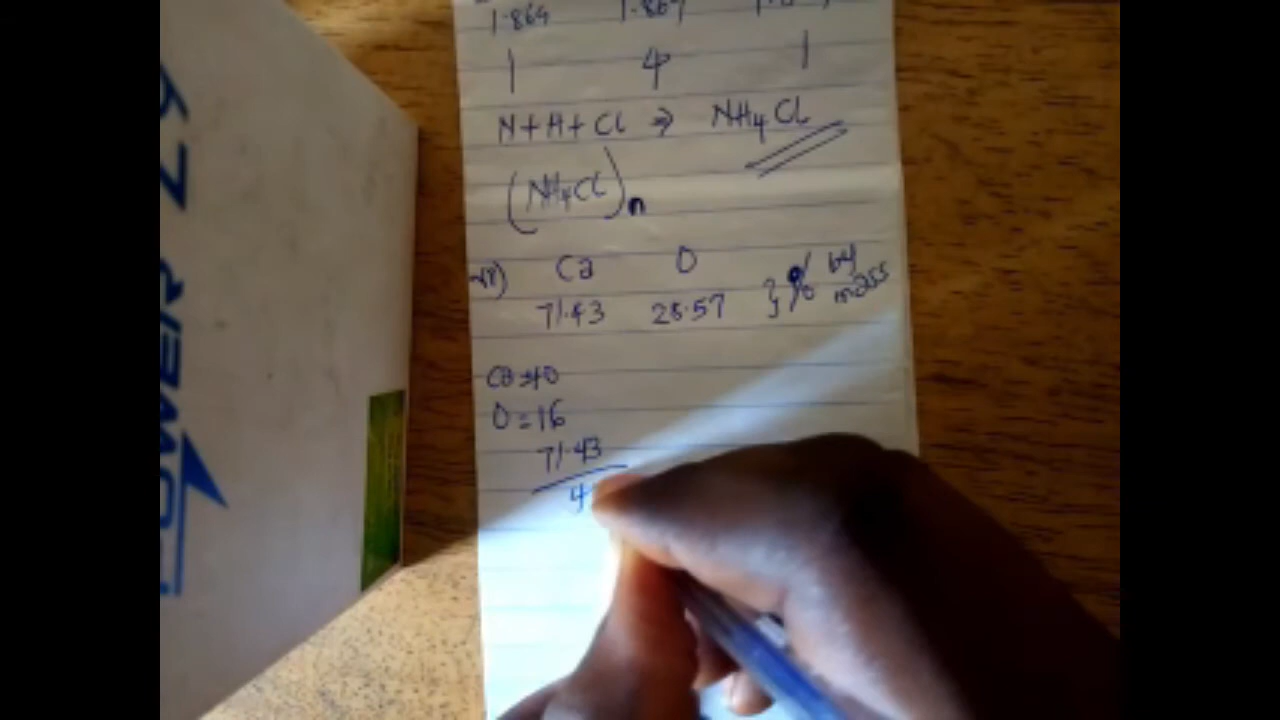 1.864 1.864
1 4 1
N+H+Cl ⇒ NH4Cl
(NH4Cl)n
Ca O
71.43 28.57 } % by mass
Ca=40
O=16
71.43
4